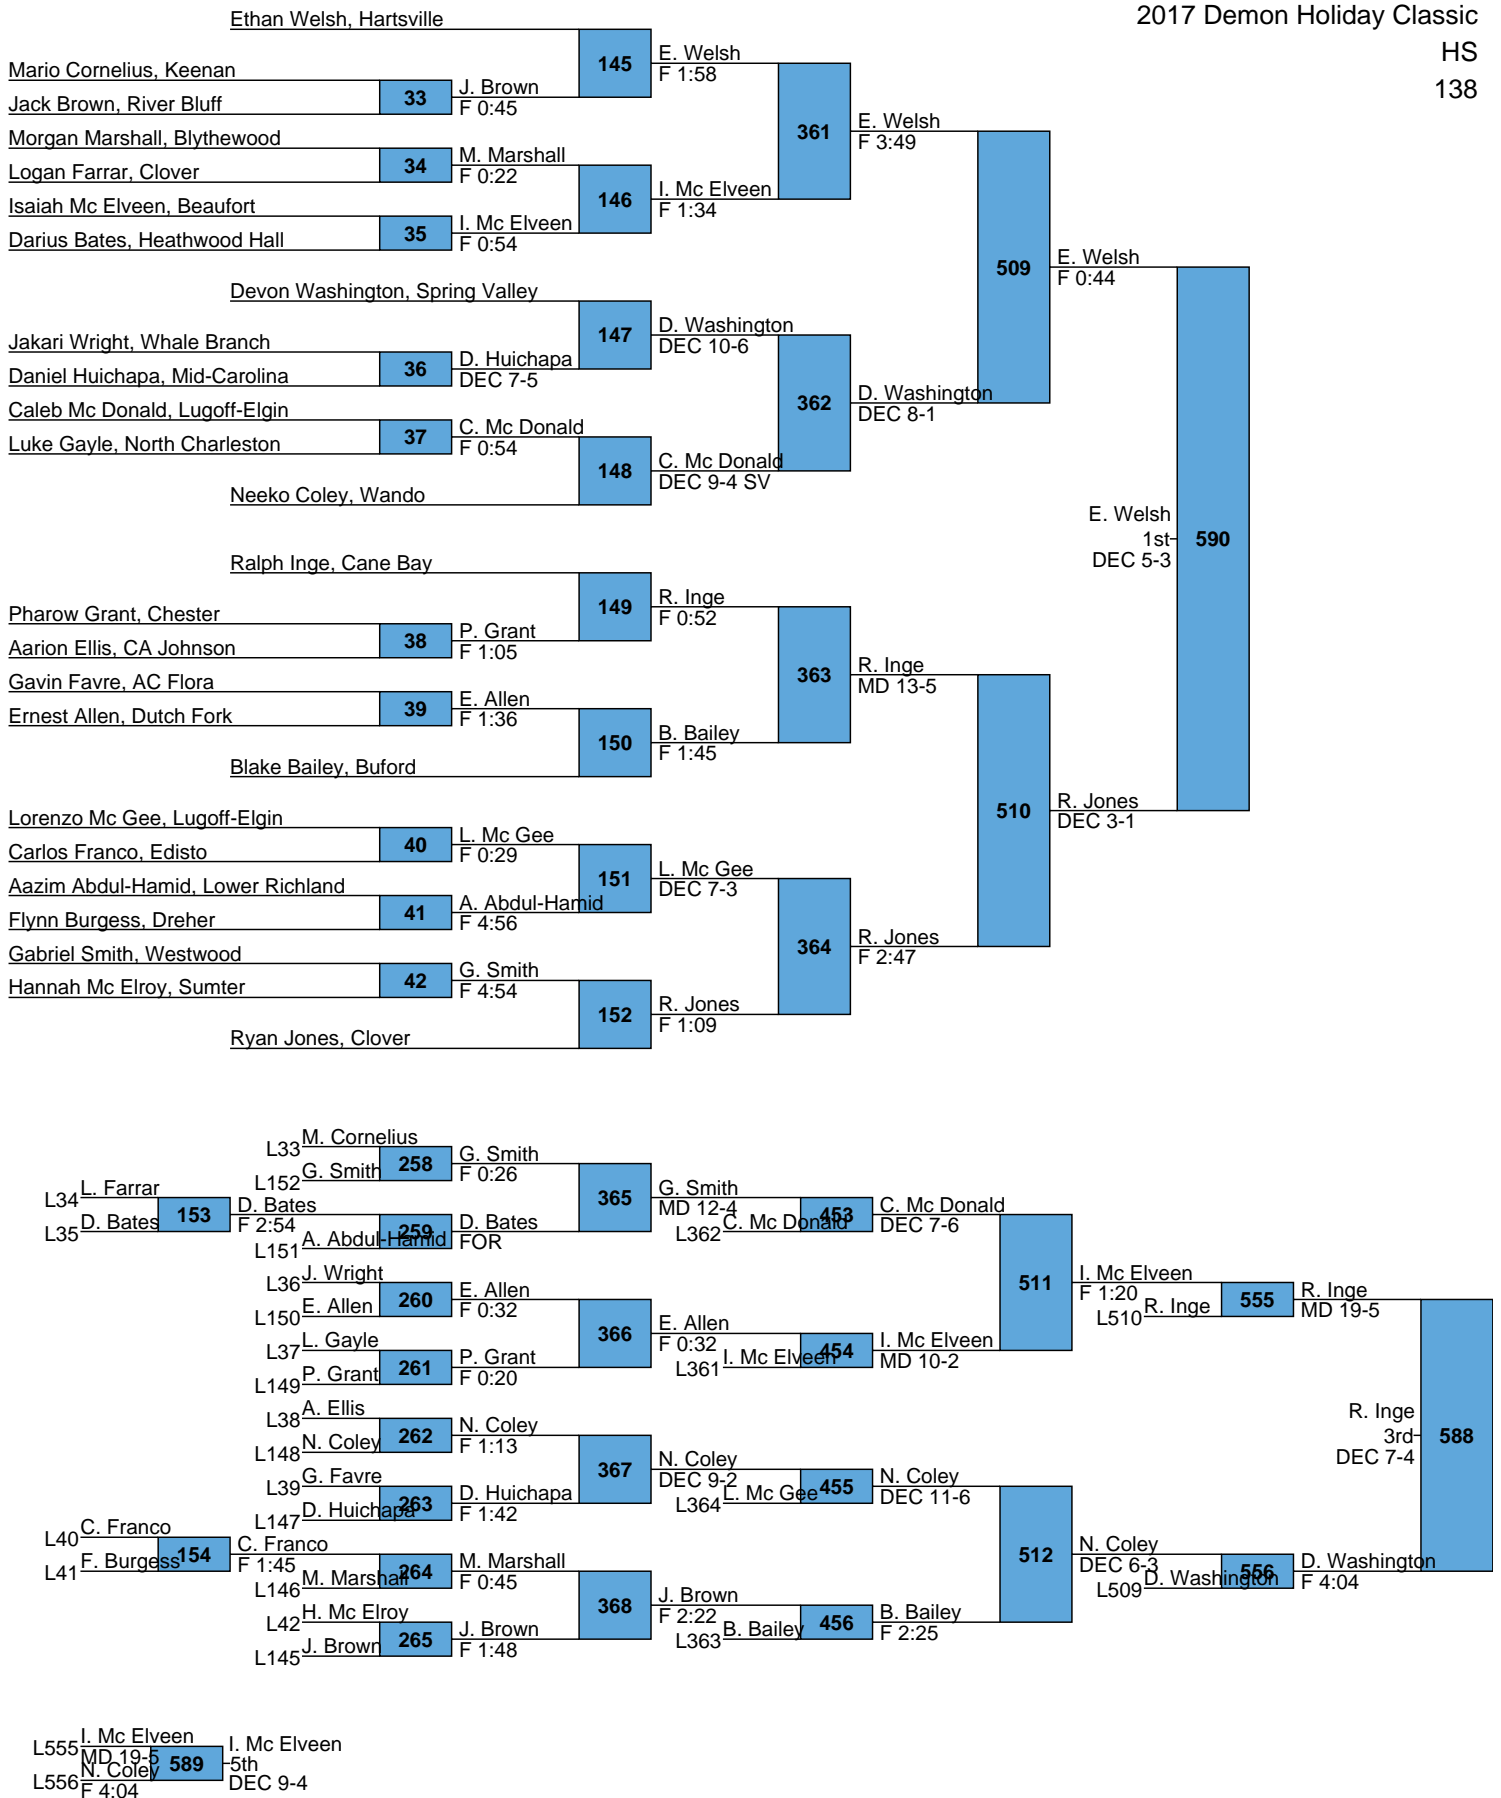 2017 Demon Holiday Classic
HS
138
Ethan Welsh, Hartsville
145
E. Welsh
F 1:58
Mario Cornelius, Keenan
33
J. Brown
F 0:45
Jack Brown, River Bluff
361
E. Welsh
F 3:49
Morgan Marshall, Blythewood
34
M. Marshall
F 0:22
Logan Farrar, Clover
146
I. Mc Elveen
F 1:34
Isaiah Mc Elveen, Beaufort
35
I. Mc Elveen
F 0:54
Darius Bates, Heathwood Hall
509
E. Welsh
F 0:44
Devon Washington, Spring Valley
147
D. Washington
DEC 10-6
Jakari Wright, Whale Branch
36
D. Huichapa
DEC 7-5
Daniel Huichapa, Mid-Carolina
362
D. Washington
DEC 8-1
Caleb Mc Donald, Lugoff-Elgin
37
C. Mc Donald
F 0:54
Luke Gayle, North Charleston
148
C. Mc Donald
DEC 9-4 SV
Neeko Coley, Wando
E. Welsh
1st
DEC 5-3
590
Ralph Inge, Cane Bay
149
R. Inge
F 0:52
Pharow Grant, Chester
38
P. Grant
F 1:05
Aarion Ellis, CA Johnson
363
R. Inge
MD 13-5
Gavin Favre, AC Flora
39
E. Allen
F 1:36
Ernest Allen, Dutch Fork
150
B. Bailey
F 1:45
Blake Bailey, Buford
510
R. Jones
DEC 3-1
Lorenzo Mc Gee, Lugoff-Elgin
40
L. Mc Gee
F 0:29
Carlos Franco, Edisto
151
L. Mc Gee
DEC 7-3
Aazim Abdul-Hamid, Lower Richland
41
A. Abdul-Hamid
F 4:56
Flynn Burgess, Dreher
364
R. Jones
F 2:47
Gabriel Smith, Westwood
42
G. Smith
F 4:54
Hannah Mc Elroy, Sumter
152
R. Jones
F 1:09
Ryan Jones, Clover
L33
M. Cornelius
258
G. Smith
F 0:26
L152
G. Smith
365
G. Smith
MD 12-4
L34
L. Farrar
153
D. Bates
F 2:54
L35
D. Bates
259
D. Bates
FOR
L151
A. Abdul-Hamid
L362
C. Mc Donald
453
C. Mc Donald
DEC 7-6
L36
J. Wright
260
E. Allen
F 0:32
L150
E. Allen
511
I. Mc Elveen
F 1:20
L510
R. Inge
555
R. Inge
MD 19-5
366
E. Allen
F 0:32
L37
L. Gayle
261
P. Grant
F 0:20
L149
P. Grant
L361
I. Mc Elveen
454
I. Mc Elveen
MD 10-2
L38
A. Ellis
262
N. Coley
F 1:13
L148
N. Coley
R. Inge
3rd
DEC 7-4
588
367
N. Coley
DEC 9-2
L39
G. Favre
263
D. Huichapa
F 1:42
L147
D. Huichapa
L364
L. Mc Gee
455
N. Coley
DEC 11-6
L40
C. Franco
154
C. Franco
F 1:45
L41
F. Burgess
264
M. Marshall
F 0:45
L146
M. Marshall
512
N. Coley
DEC 6-3
L509
D. Washington
556
D. Washington
F 4:04
368
J. Brown
F 2:22
L42
H. Mc Elroy
265
J. Brown
F 1:48
L145
J. Brown
L363
B. Bailey
456
B. Bailey
F 2:25
L555
I. Mc Elveen
MD 19-5
589
I. Mc Elveen
5th
DEC 9-4
L556
N. Coley
F 4:04